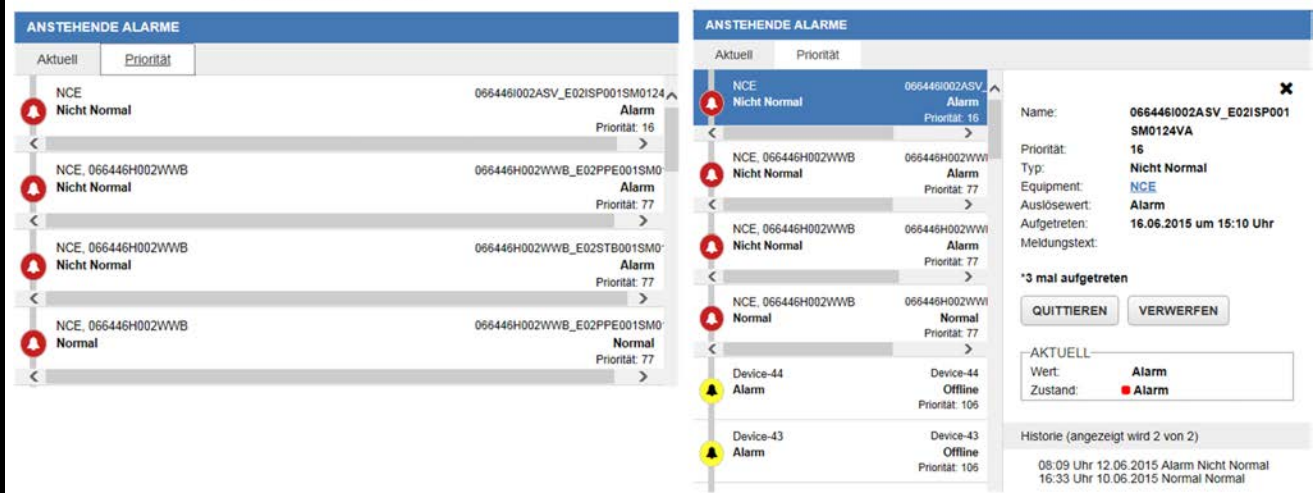 ANSTEHENDE ALARME
Aktuell Priorität
NCE 066446I002ASV_E02ISP001SM0124
Nicht Normal Alarm
Priorität: 16
NCE, 066446H002WWB 066446H002WWB_E02PPE001SM0
Nicht Normal Alarm
Priorität: 77
NCE, 066446H002WWB 066446H002WWB_E02STB001SM0
Nicht Normal Alarm
Priorität: 77
NCE, 066446H002WWB 066446H002WWB_E02PPE001SM0
Normal Normal
Priorität: 77
ANSTEHENDE ALARME
Aktuell Priorität
NCE 066446I002ASV_
Nicht Normal Alarm
Priorität: 16
NCE, 066446H002WWB 066446H002WW
Nicht Normal Alarm
Priorität: 77
NCE, 066446H002WWB 066446H002WW
Nicht Normal Alarm
Priorität: 77
NCE, 066446H002WWB 066446H002WW
Normal Normal
Priorität: 77
Device-44 Device-44
Alarm Offline
Priorität: 106
Device-43 Device-43
Alarm Offline
Priorität: 106
Name: 066446I002ASV_E02ISP001
SM0124VA
Priorität: 16
Typ: Nicht Normal
Equipment: NCE
Auslösewert: Alarm
Aufgetreten: 16.06.2015 um 15:10 Uhr
Meldungstext:
*3 mal aufgetreten
QUITTIEREN VERWERFEN
AKTUELL
Wert: Alarm
Zustand: Alarm
Historie (angezeigt wird 2 von 2)
08:09 Uhr 12.06.2015 Alarm Nicht Normal
16:33 Uhr 10.06.2015 Normal Normal